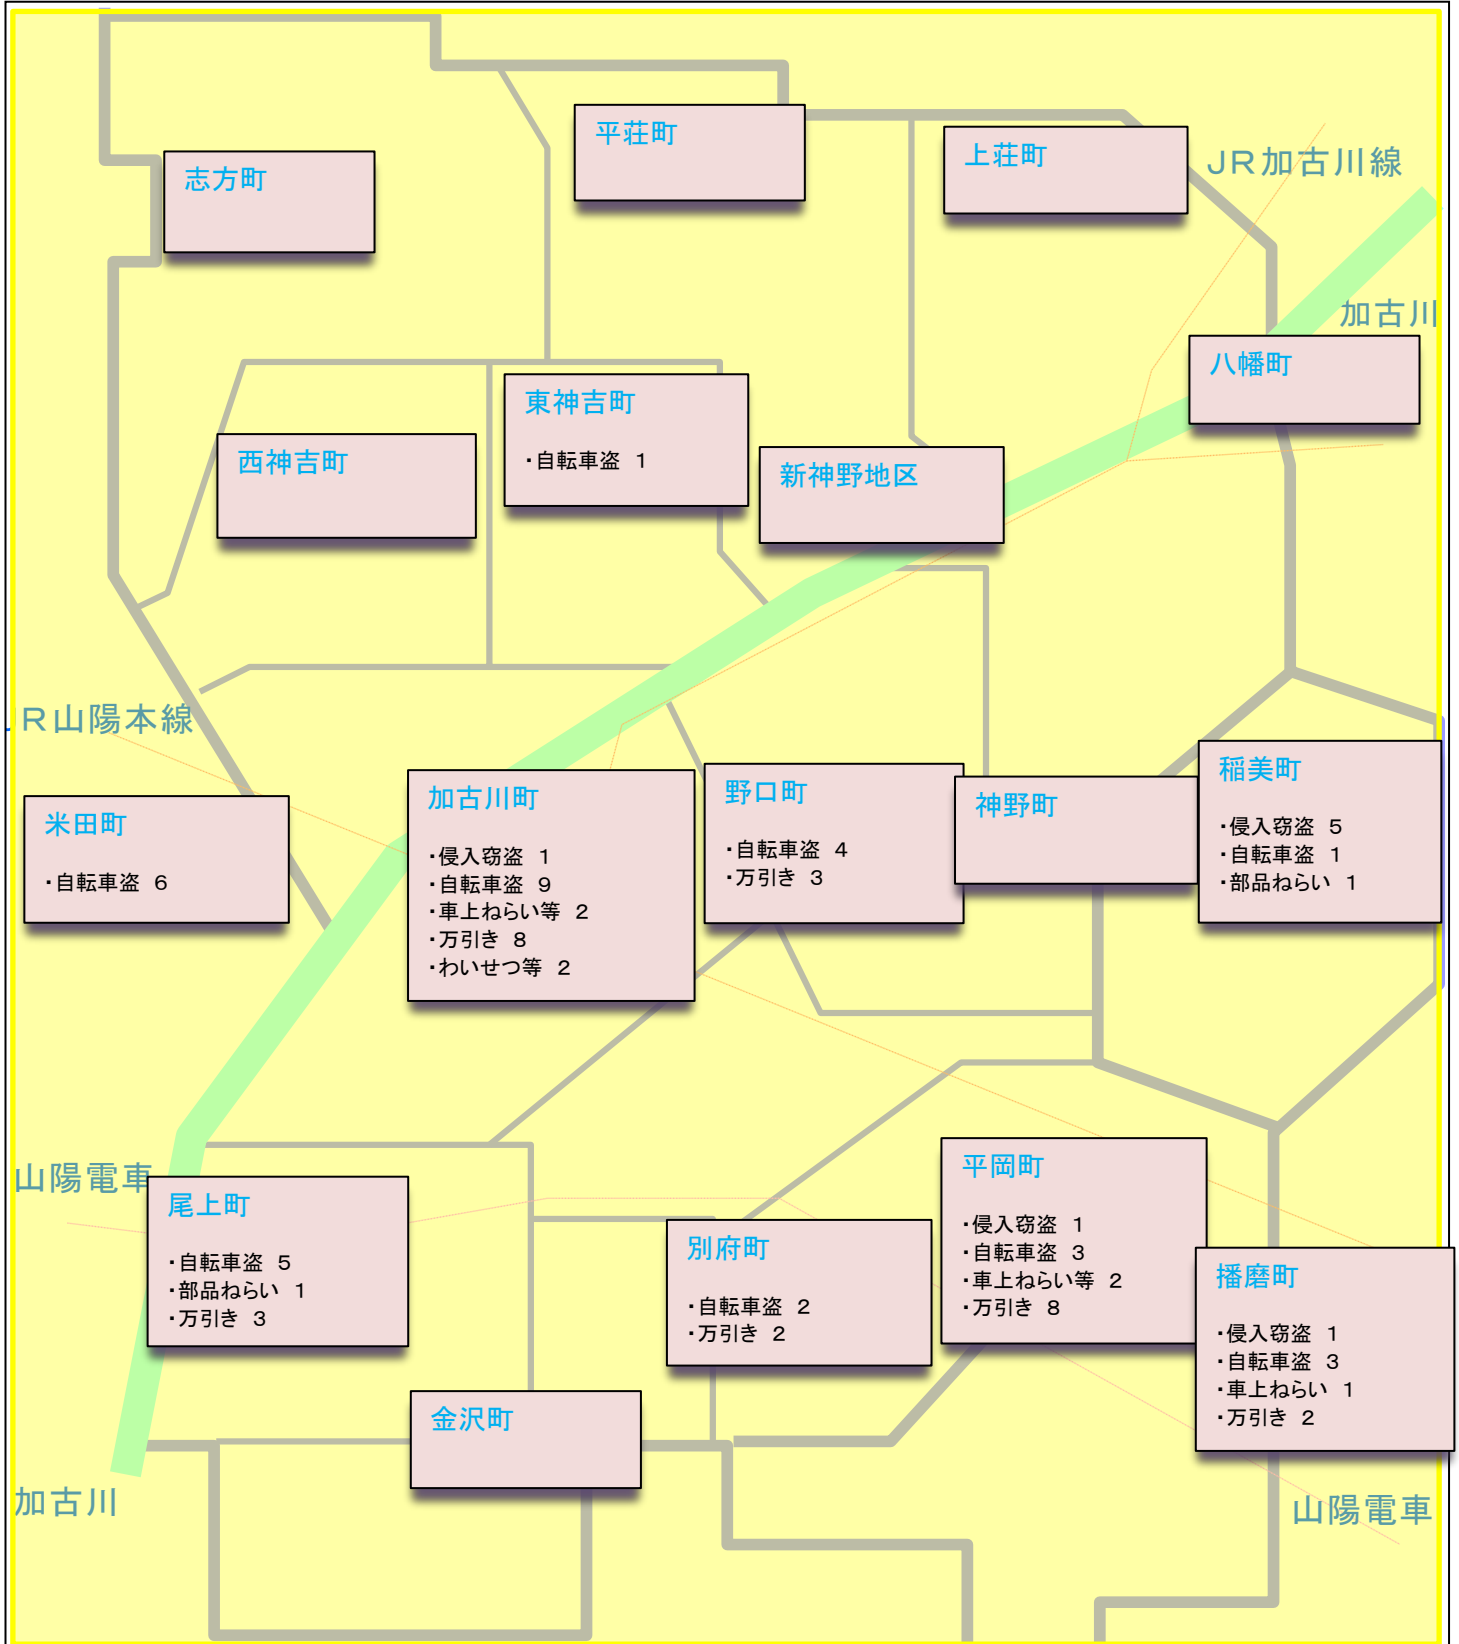 平荘町
上荘町
JR加古川線
志方町
加古川
八幡町
東神吉町
・自転車盗 1
西神吉町
新神野地区
JR山陽本線
稲美町
・侵入窃盗 5
・自転車盗 1
・部品ねらい 1
野口町
・自転車盗 4
・万引き 3
加古川町
・侵入窃盗 1
・自転車盗 9
・車上ねらい等 2
・万引き 8
・わいせつ等 2
神野町
米田町
・自転車盗 6
平岡町
・侵入窃盗 1
・自転車盗 3
・車上ねらい等 2
・万引き 8
山陽電車
尾上町
・自転車盗 5
・部品ねらい 1
・万引き 3
別府町
・自転車盗 2
・万引き 2
播磨町
・侵入窃盗 1
・自転車盗 3
・車上ねらい 1
・万引き 2
金沢町
加古川
山陽電車